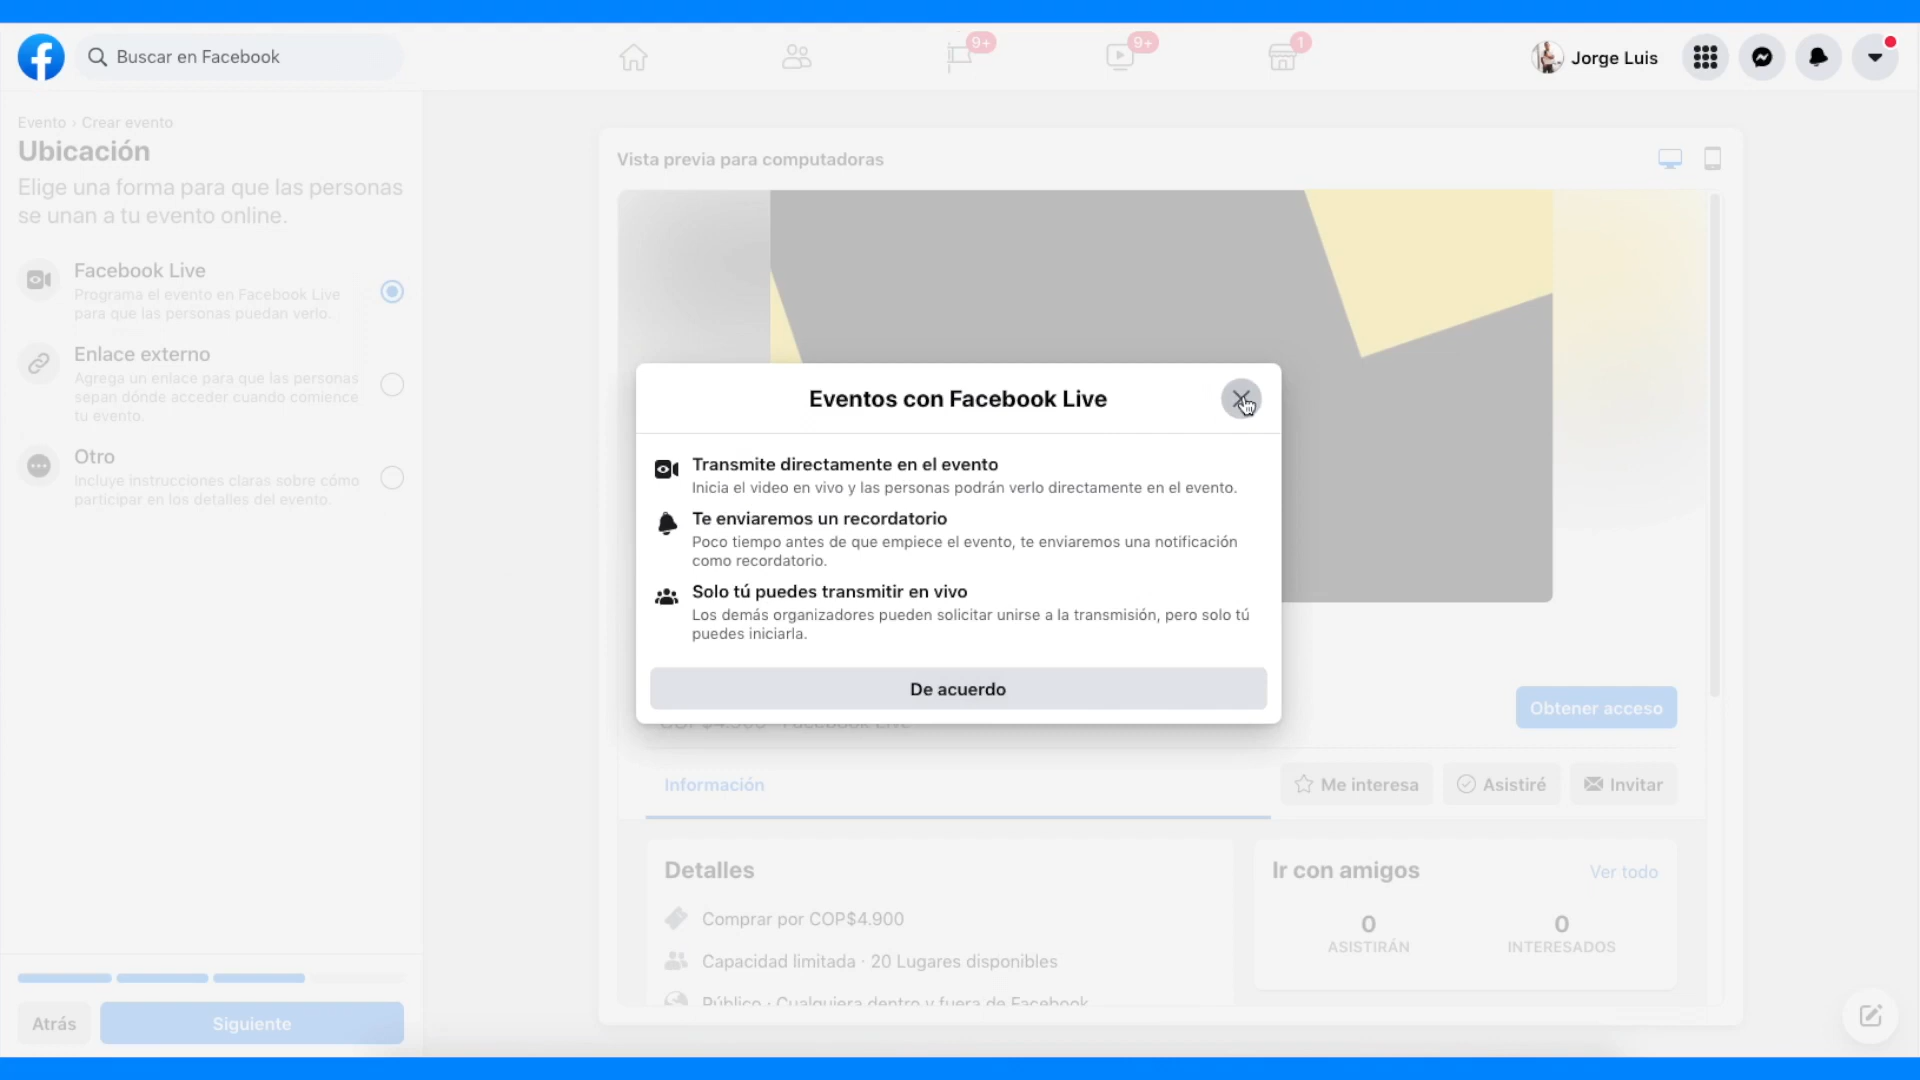 Buscar en Facebook
9+
9+
1
Jorge Luis
Evento › Crear evento
Ubicación
Elige una forma para que las personas
se unan a tu evento online.
Facebook Live
Programa el evento en Facebook Live
para que las personas puedan verlo.
Enlace externo
Agrega un enlace para que las personas
sepan dónde acceder cuando comience
tu evento.
Otro
Incluye instrucciones claras sobre cómo
participar en los detalles del evento.
Atrás
Siguiente
Vista previa para computadoras
Eventos con Facebook Live
Transmite directamente en el evento
Inicia el video en vivo y las personas podrán verlo directamente en el evento.
Te enviaremos un recordatorio
Poco tiempo antes de que empiece el evento, te enviaremos una notificación
como recordatorio.
Solo tú puedes transmitir en vivo
Los demás organizadores pueden solicitar unirse a la transmisión, pero solo tú
puedes iniciarla.
De acuerdo
Obtener acceso
Información
Me interesa
Asistiré
Invitar
Detalles
Comprar por COP$4.900
Capacidad limitada · 20 Lugares disponibles
Público · Cualquiera dentro y fuera de Facebook
Ir con amigos
Ver todo
0
ASISTIRÁN
0
INTERESADOS